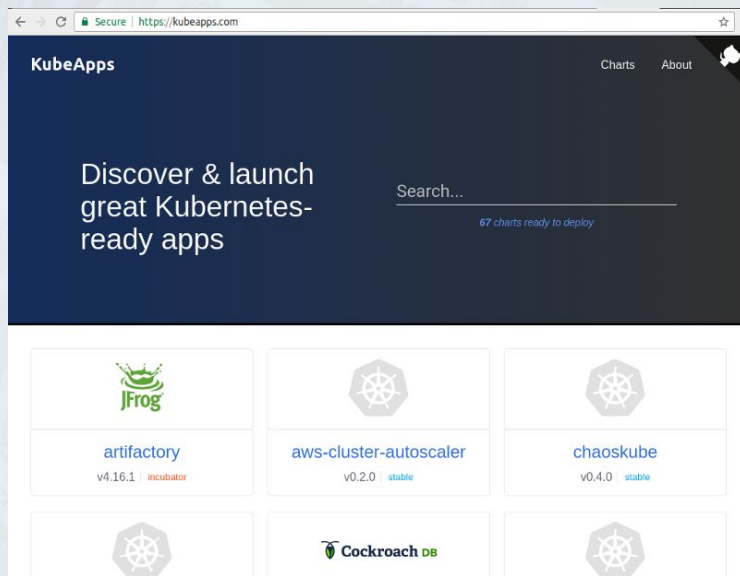 Secure https://kubeapps.com
KubeApps
Charts About
Discover & launch
great Kubernetes-
ready apps
Search...
67 charts ready to deploy
JFrog
artifactory
v4.16.1 incubator
aws-cluster-autoscaler
v0.2.0 stable
chaoskube
v0.4.0 stable
Cockroach DB